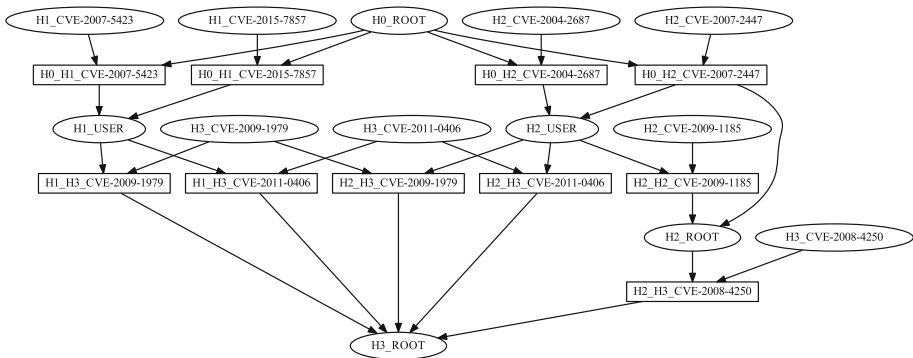 H1_CVE-2007-5423
H1_CVE-2015-7857
H0_ROOT
H2_CVE-2004-2687
H2_CVE-2007-2447
H0_H1_CVE-2007-5423
H0_H1_CVE-2015-7857
H0_H2_CVE-2004-2687
H0_H2_CVE-2007-2447
H1_USER
H3_CVE-2009-1979
H3_CVE-2011-0406
H2_USER
H2_CVE-2009-1185
H1_H3_CVE-2009-1979
H1_H3_CVE-2011-0406
H2_H3_CVE-2009-1979
H2_H3_CVE-2011-0406
H2_H2_CVE-2009-1185
H2_ROOT
H3_CVE-2008-4250
H2_H3_CVE-2008-4250
H3_ROOT